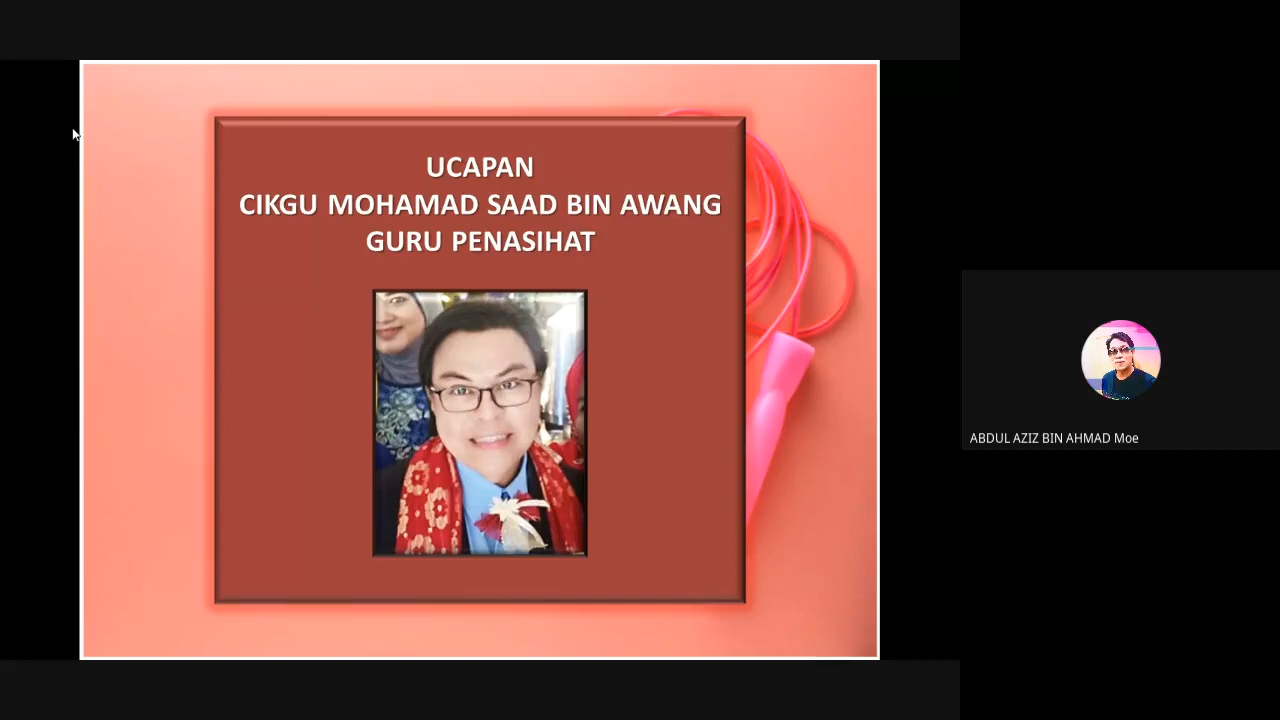 UCAPAN
CIKGU MOHAMAD SAAD BIN AWANG
GURU PENASIHAT
ABDUL AZIZ BIN AHMAD Moe